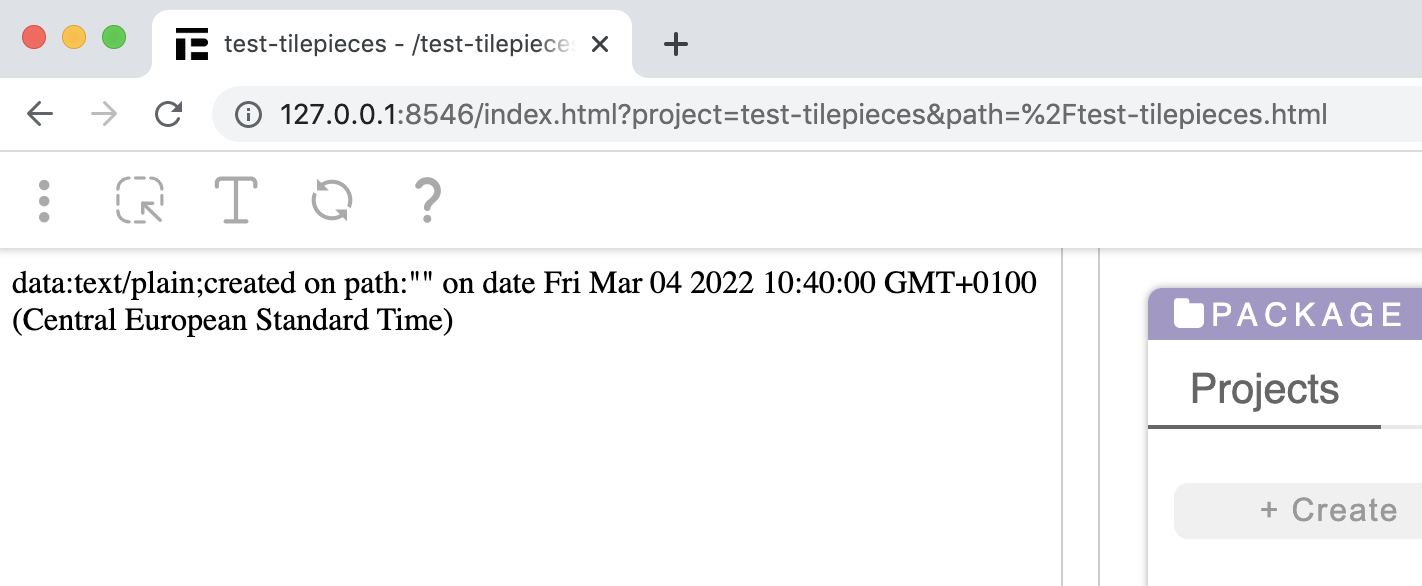 test-tilepieces - /test-tilepieces
127.0.0.1:8546/index.html?project=test-tilepieces&path=%2Ftest-tilepieces.html
data:text/plain;created on path:"" on date Fri Mar 04 2022 10:40:00 GMT+0100
(Central European Standard Time)
PACKAGE
Projects
+ Create